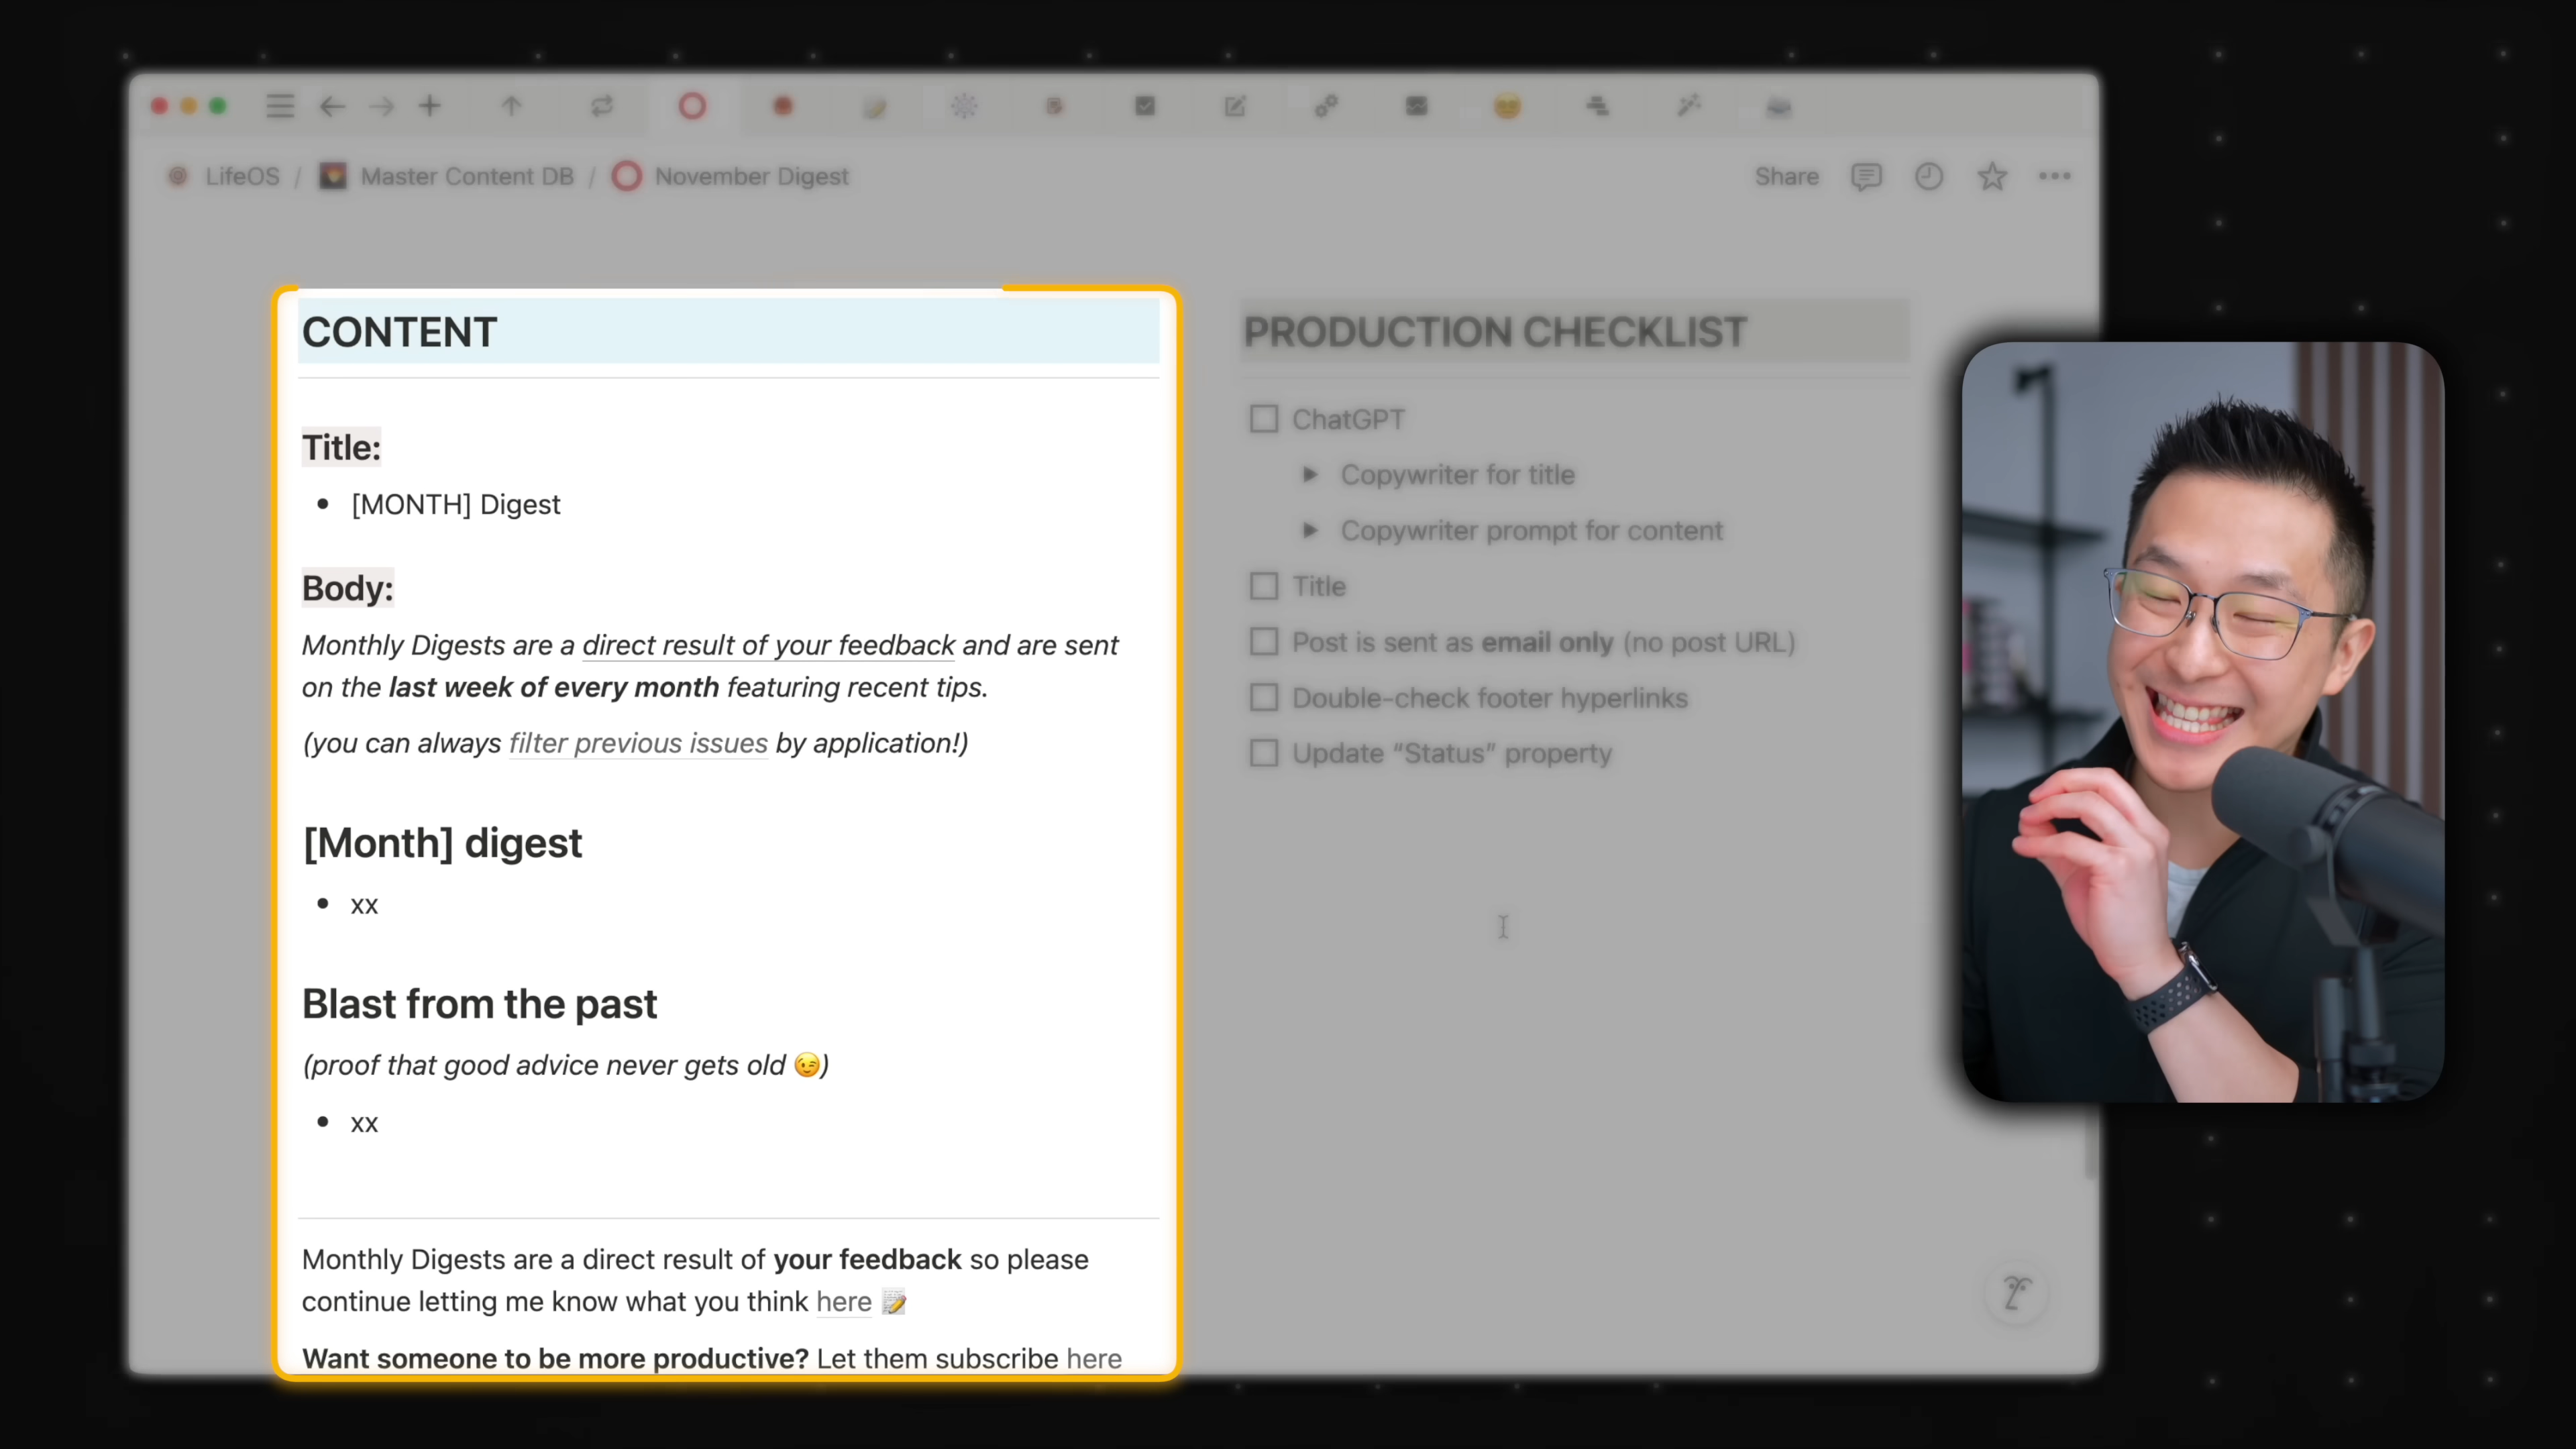 LifeOS / Master Content DB / November Digest
Share
CONTENT
Title:
• [MONTH] Digest
Body:
Monthly Digests are a direct result of your feedback and are sent
on the last week of every month featuring recent tips.
(you can always filter previous issues by application!)
[Month] digest
• xx
Blast from the past
(proof that good advice never gets old 😉)
• xx
Monthly Digests are a direct result of your feedback so please
continue letting me know what you think here 📝
Want someone to be more productive? Let them subscribe here
PRODUCTION CHECKLIST
ChatGPT
Copywriter for title
Copywriter prompt for content
Title
Post is sent as email only (no post URL)
Double-check footer hyperlinks
Update “Status” property